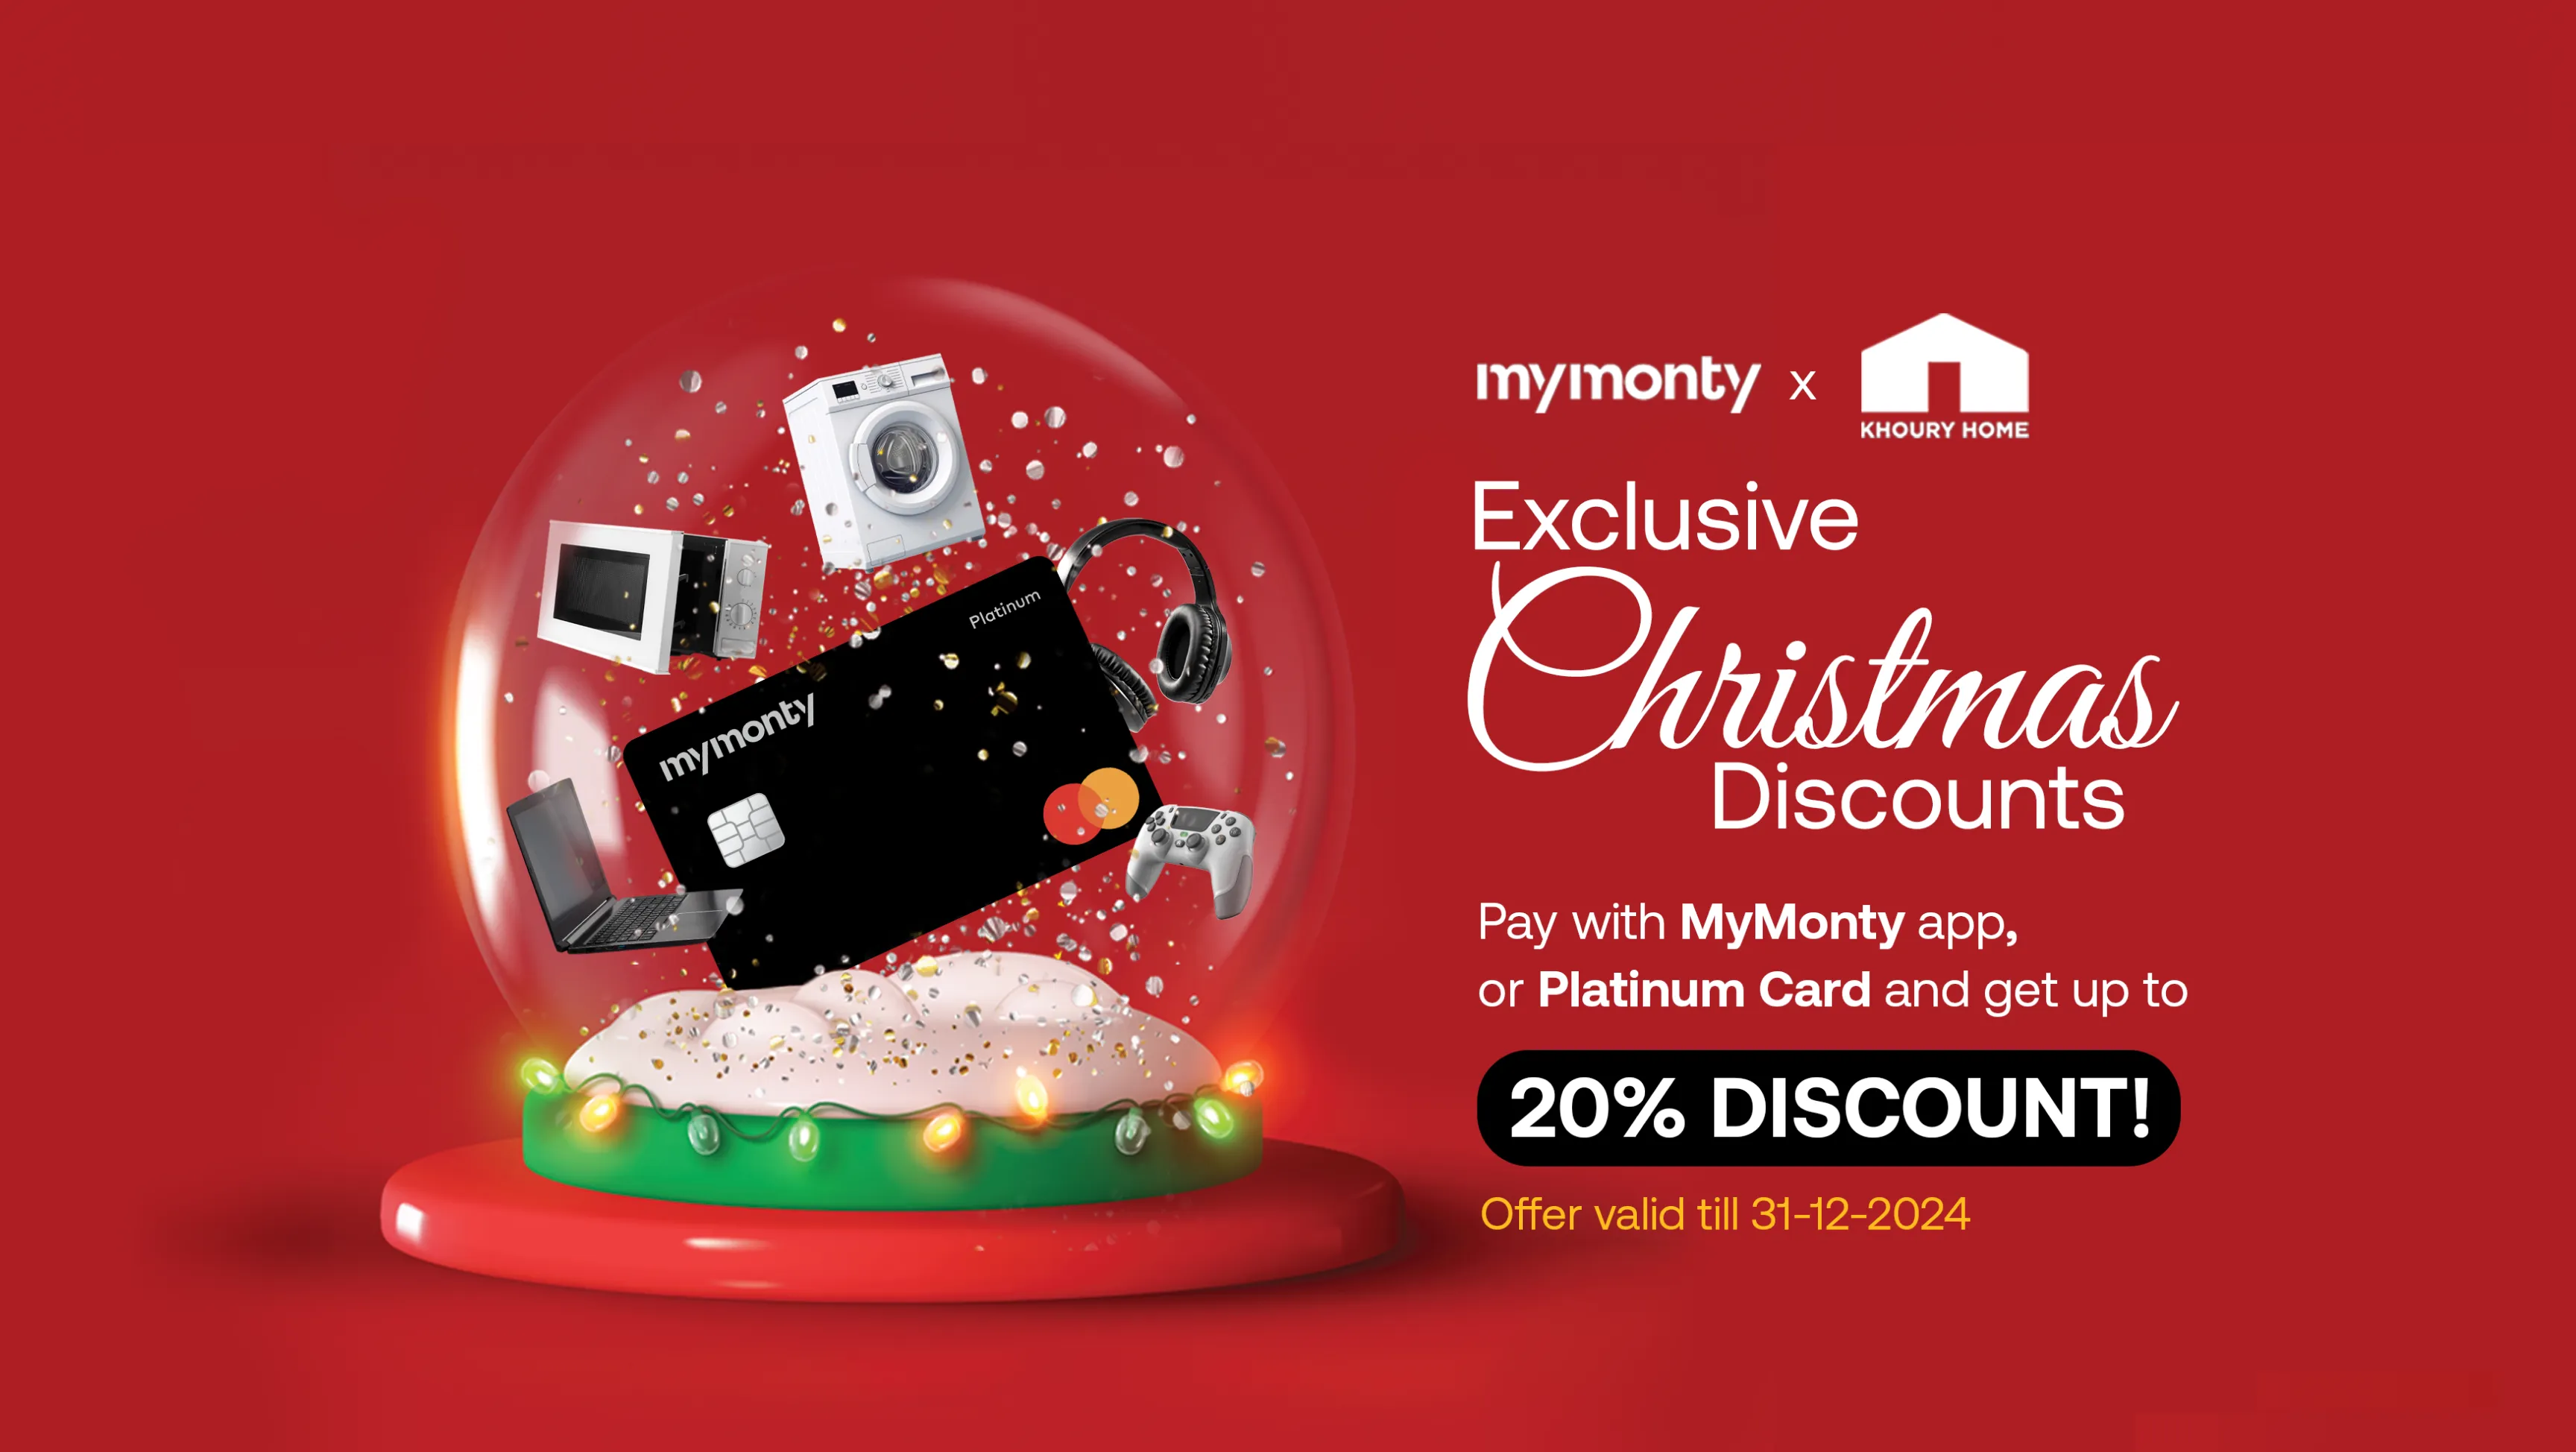 mymonty x
KHOURY HOME
Exclusive
Christmas
Discounts
Pay with MyMonty app,
or Platinum Card and get up to
20% DISCOUNT!
Offer valid till 31-12-2024
Platinum
mymonty